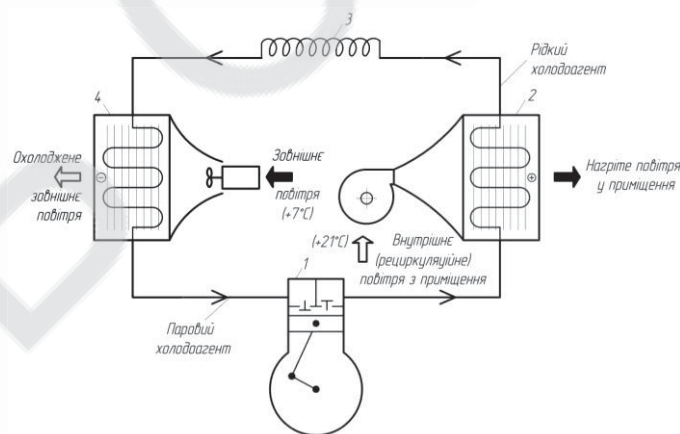 3
Рідкий
холодоагент
4
2
Охолоджене
зовнішнє
повітря
Зовнішнє
повітря
(+7°С)
Нагріте повітря
у приміщення
(+21°С)
Внутрішнє
(рециркуляуійне)
повітря з приміщення
1
Паровий
холодоагент